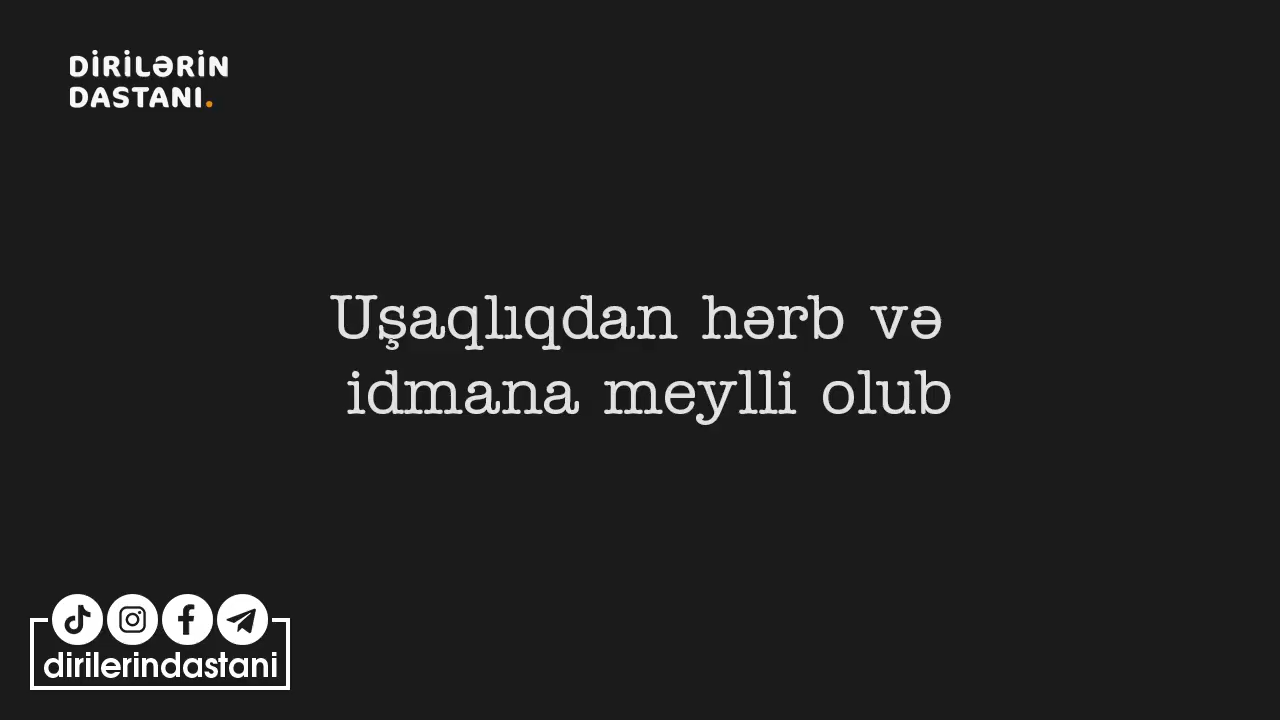 DİRİLƏRİN
DASTANI.
Uşaqlıqdan hərb və
idmana meylli olub
dirilerindastani